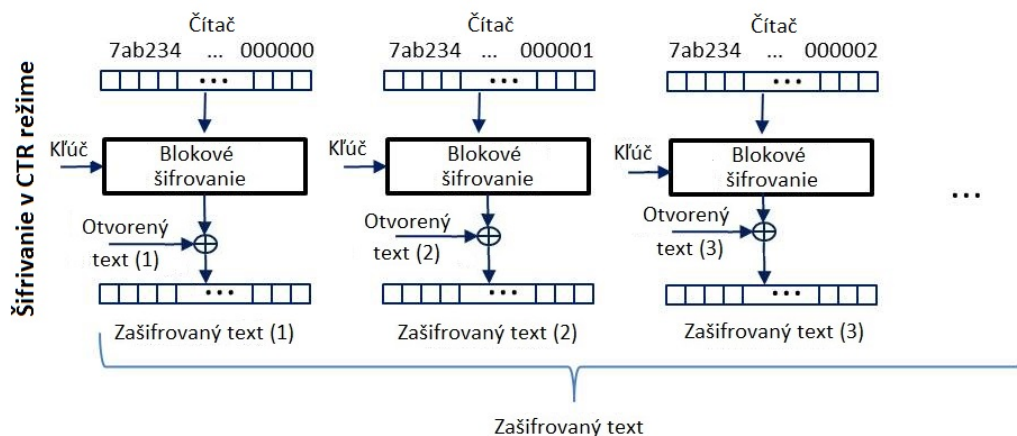 Šifrivanie v CTR režime
Čítač
7ab234 ... 000000
Kľúč
Blokové
šifrovanie
Otvorený
text (1)
Zašifrovaný text (1)
Čítač
7ab234 ... 000001
Kľúč
Blokové
šifrovanie
Otvorený
text (2)
Zašifrovaný text (2)
Čítač
7ab234 ... 000002
Kľúč
Blokové
šifrovanie
Otvorený
text (3)
Zašifrovaný text (3)
...
Zašifrovaný text